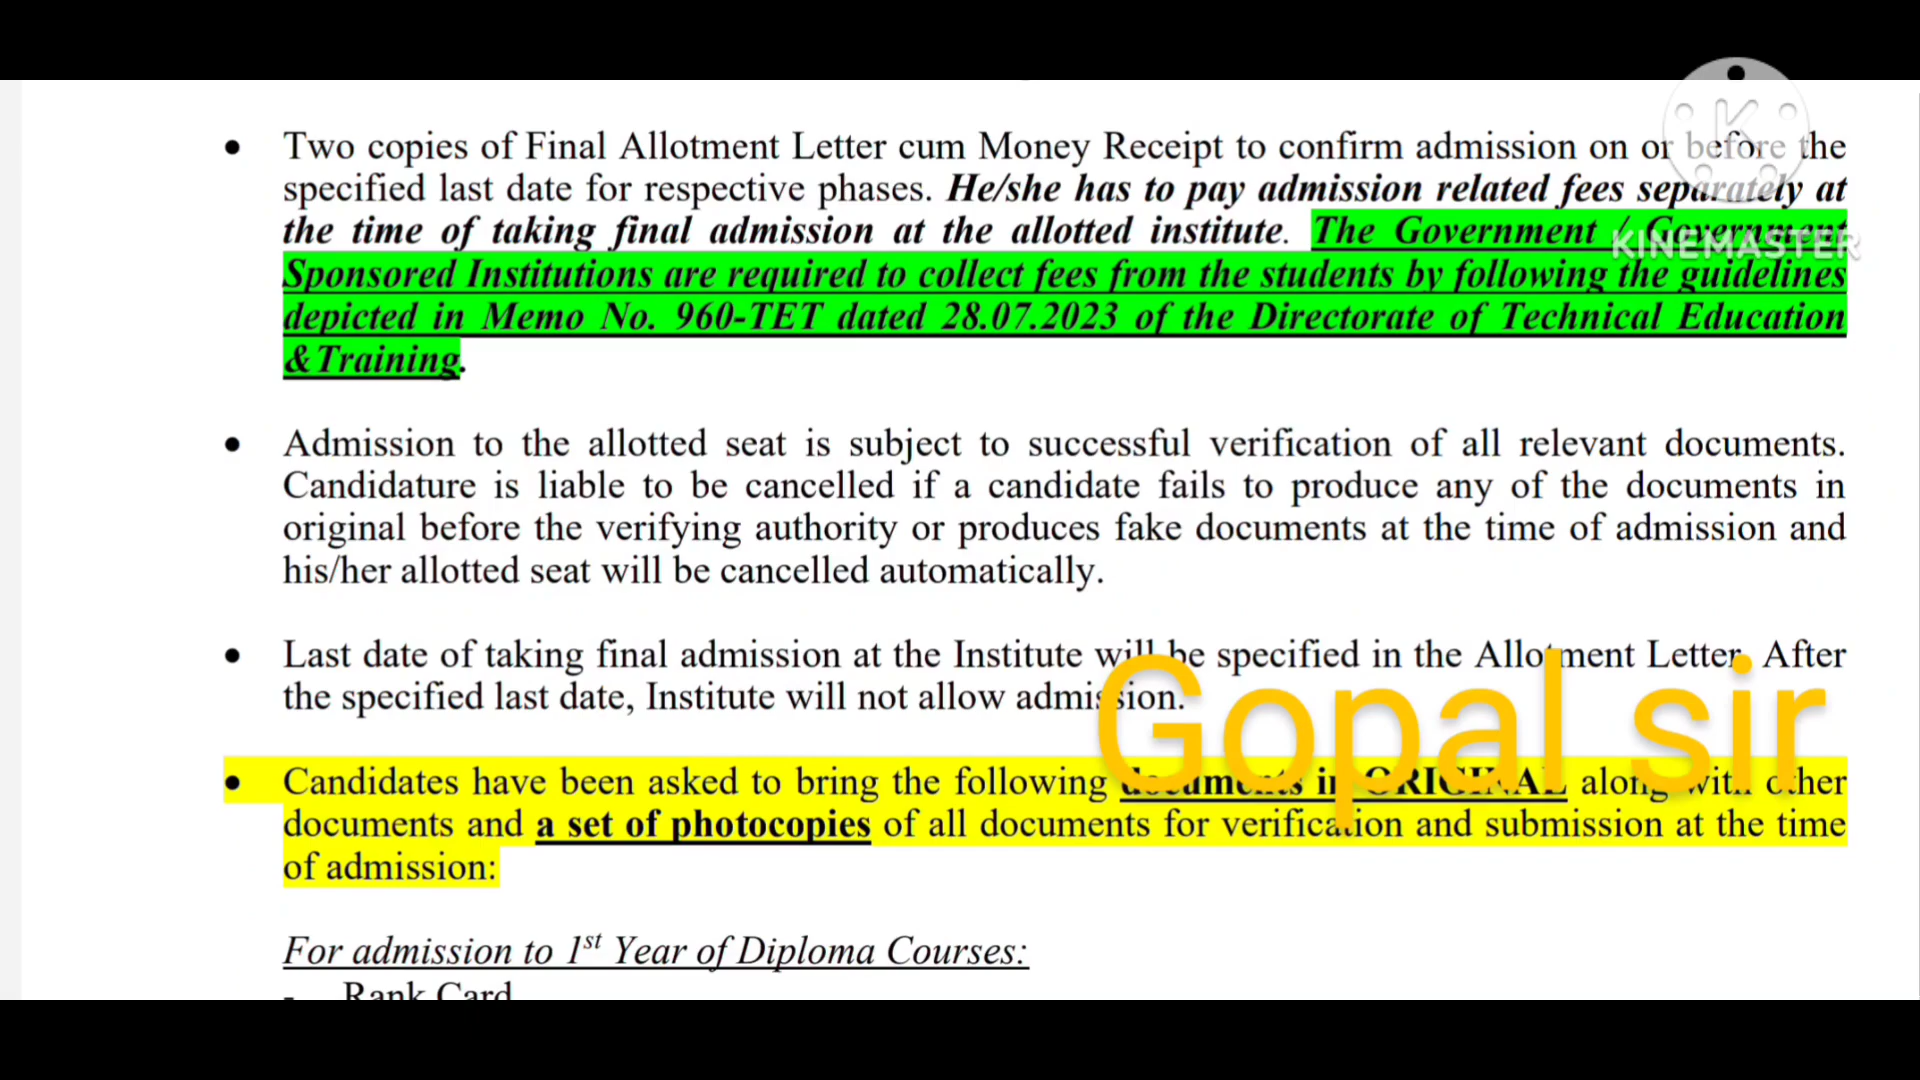 • Two copies of Final Allotment Letter cum Money Receipt to confirm admission on or before the
specified last date for respective phases. He/she has to pay admission related fees separately at
the time of taking final admission at the allotted institute. The Government / Government
Sponsored Institutions are required to collect fees from the students by following the guidelines
depicted in Memo No. 960-TET dated 28.07.2023 of the Directorate of Technical Education
&Training.
• Admission to the allotted seat is subject to successful verification of all relevant documents.
Candidature is liable to be cancelled if a candidate fails to produce any of the documents in
original before the verifying authority or produces fake documents at the time of admission and
his/her allotted seat will be cancelled automatically.
• Last date of taking final admission at the Institute will be specified in the Allotment Letter. After
the specified last date, Institute will not allow admission.
• Candidates have been asked to bring the following documents in ORIGINAL along with other
documents and a set of photocopies of all documents for verification and submission at the time
of admission:
For admission to 1st Year of Diploma Courses:
- Rank Card
K
KINEMASTER
Gopal sir